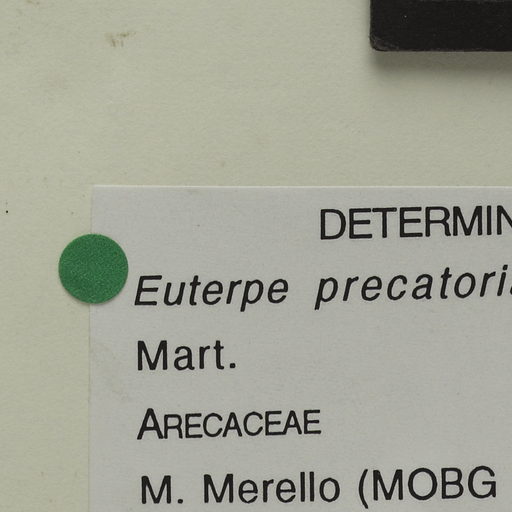 DETERMIN
Euterpe precatori
Mart.
ARECACEAE
M. Merello (MOBG